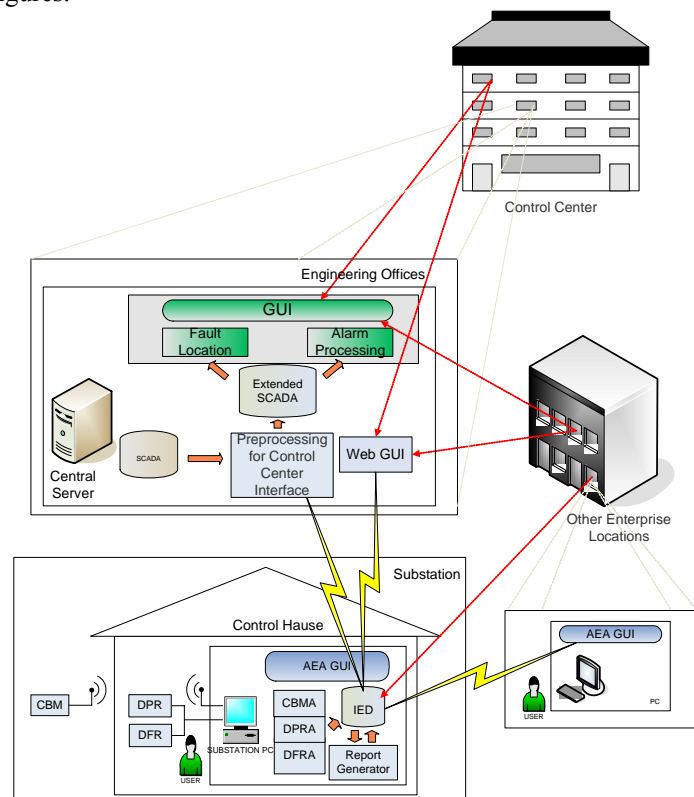 igures.
Control Center
Engineering Offices
GUI
Fault
Location
Alarm
Processing
Extended
SCADA
Central
Server
SCADA
Preprocessing
for Control
Center
Interface
Web GUI
Other Enterprise
Locations
Substation
Control Hause
AEA GUI
CBM
DPR
DFR
USER
SUBSTATION PC
CBMA
DPRA
DFRA
IED
Report
Generator
AEA GUI
USER
PC